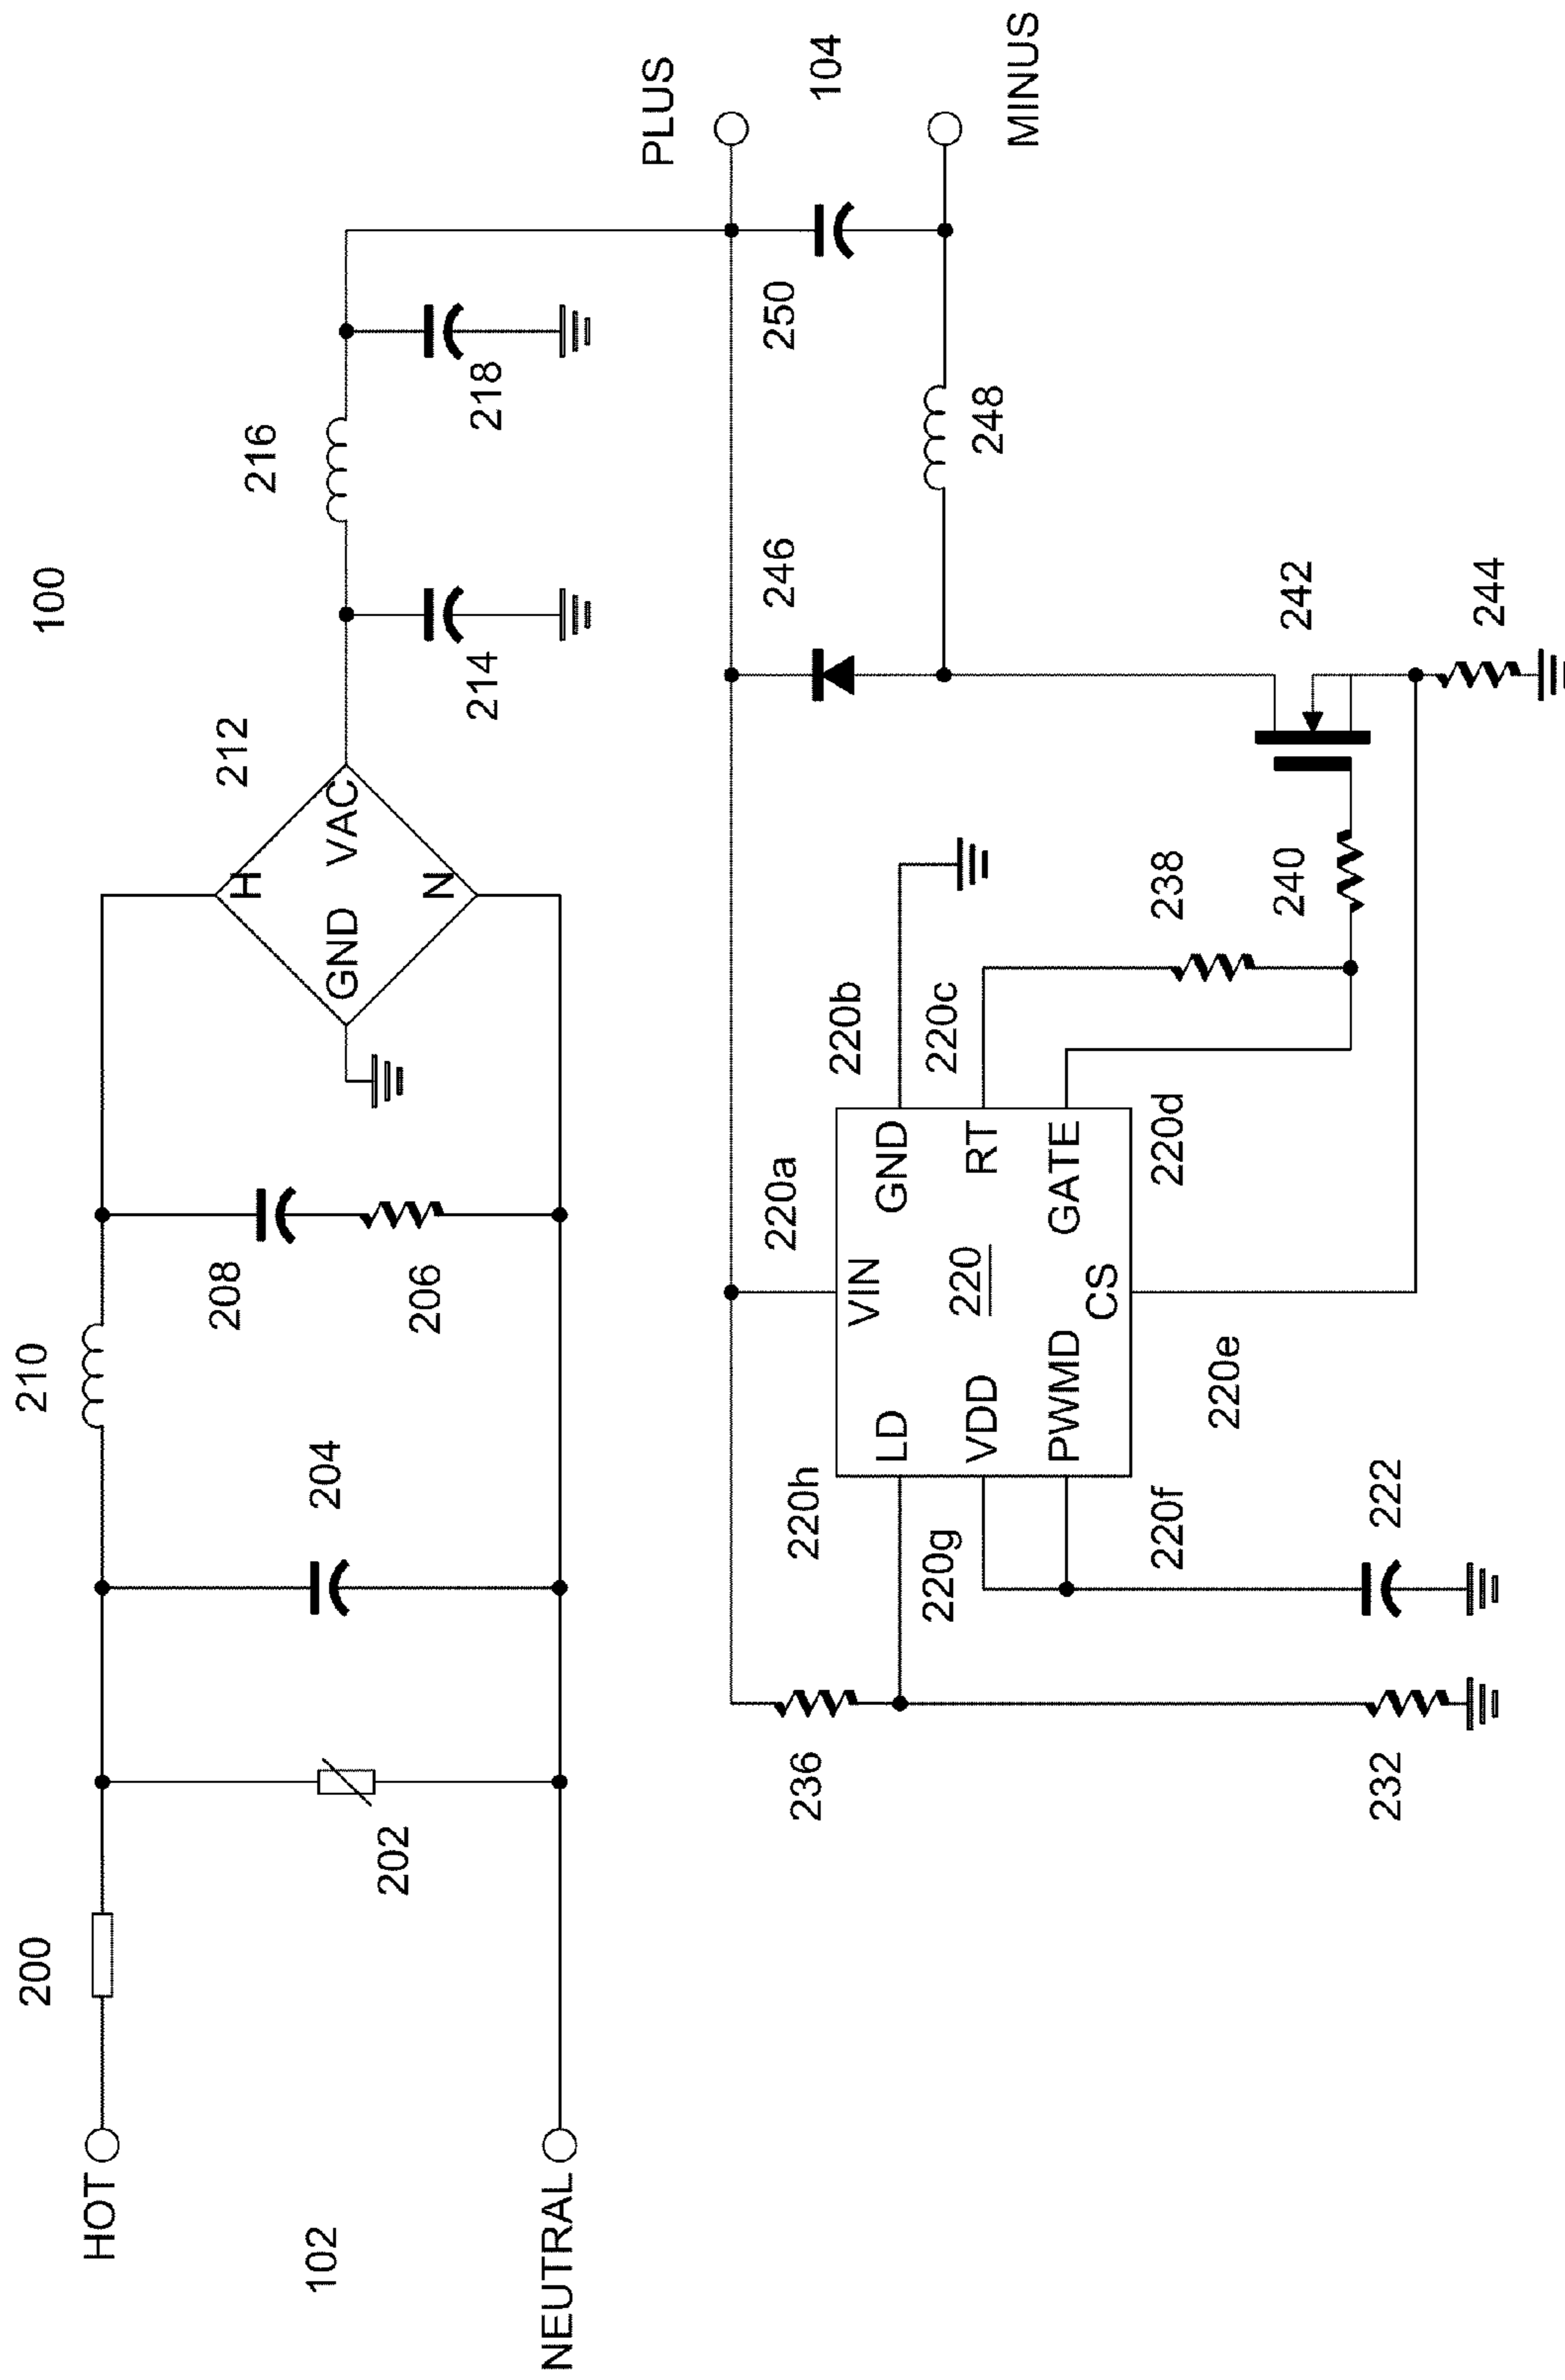 100
HOT
102
NEUTRAL
200
202
204
210
208
206
212
H
GND VAC
N
214
216
218
PLUS
104
MINUS
250
248
246
236
232
220h
220g
220f
222
220a
220b
220c
220d
220e
VIN
LD
GND
220
VDD
RT
PWMD
GATE
CS
238
240
242
244